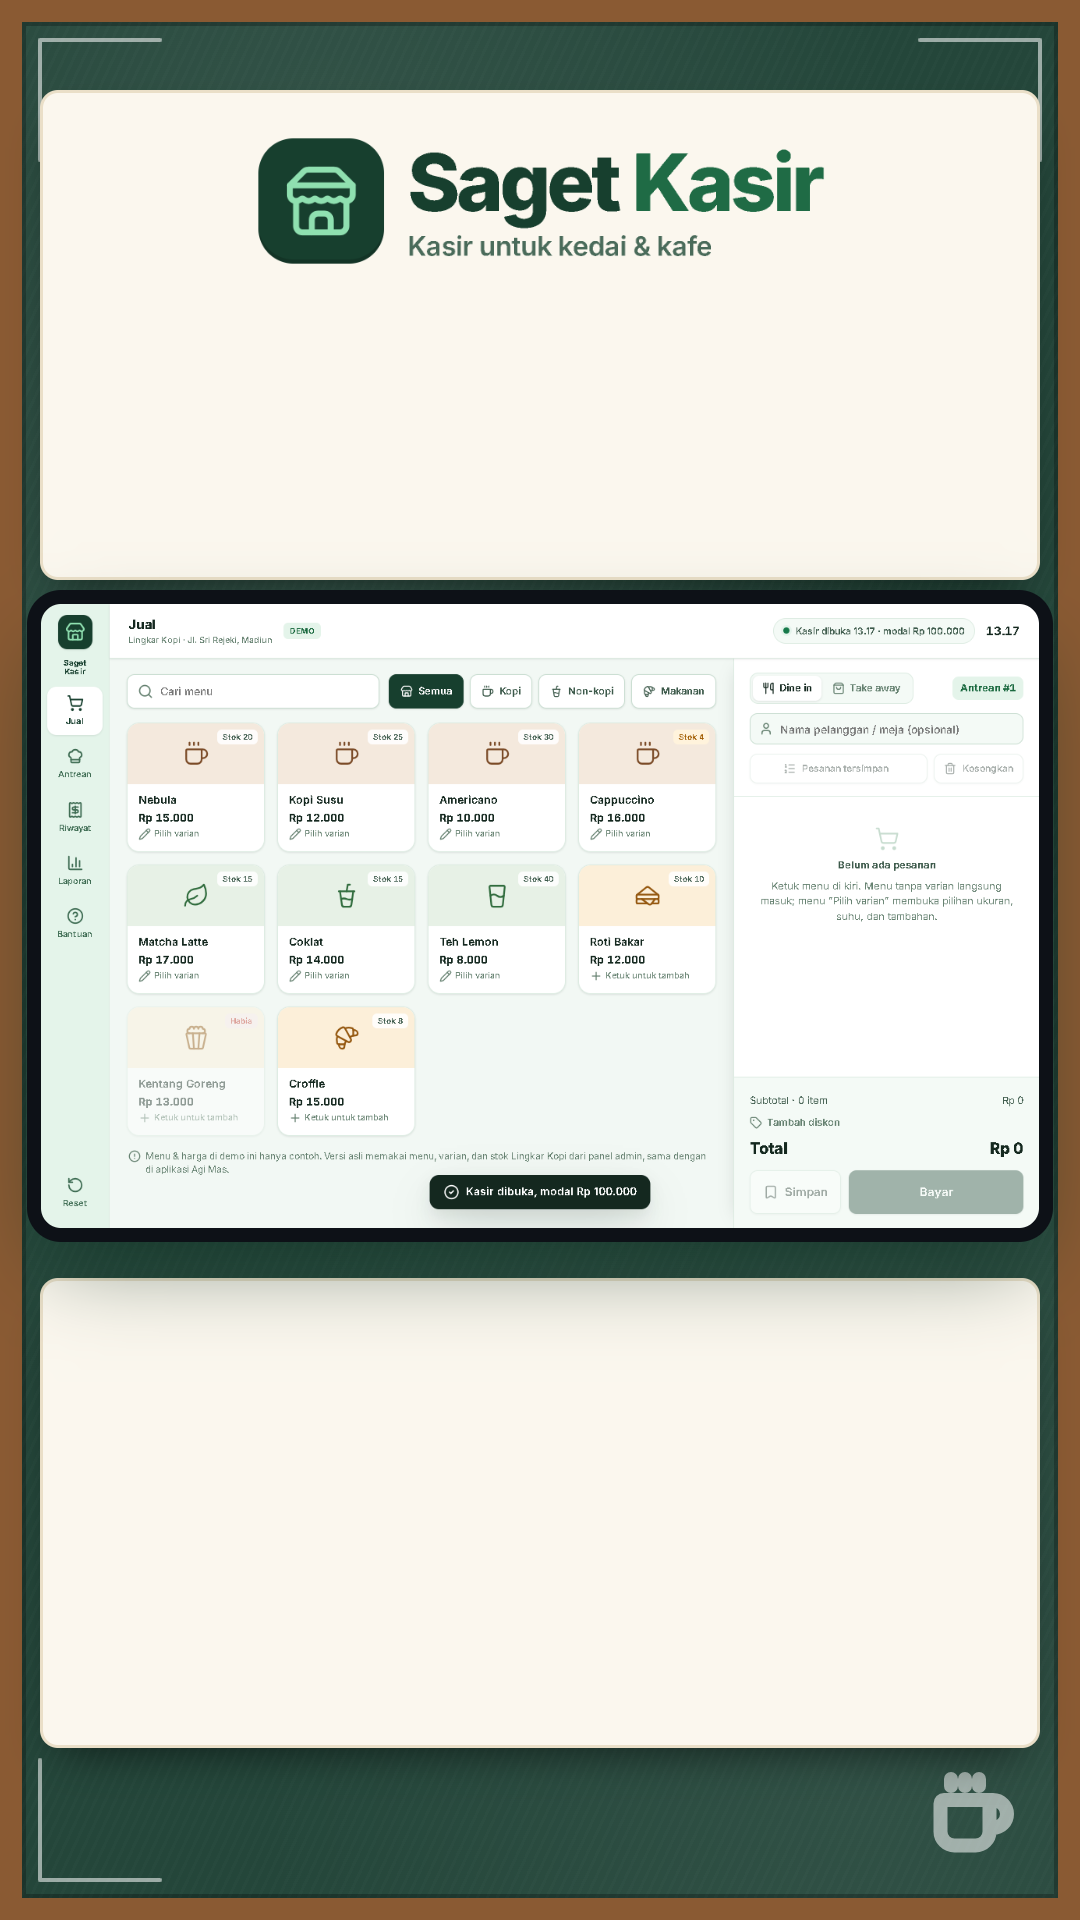 Saget Kasir
Kasir untuk kedai & kafe
Saget
Kasir
Jual
Antrean
Riwayat
Laporan
Bantuan
Reset
Jual
Lingkar Kopi · Jl. Sri Rejeki, Madiun
DEMO
Kasir dibuka 13.17 · modal Rp 100.000
13.17
Cari menu
Semua
Kopi
Non-kopi
Makanan
Stok 20
Nebula
Rp 15.000
Pilih varian
Stok 25
Kopi Susu
Rp 12.000
Pilih varian
Stok 30
Americano
Rp 10.000
Pilih varian
Stok 4
Cappuccino
Rp 16.000
Pilih varian
Stok 15
Matcha Latte
Rp 17.000
Pilih varian
Stok 15
Coklat
Rp 14.000
Pilih varian
Stok 40
Teh Lemon
Rp 8.000
Pilih varian
Stok 10
Roti Bakar
Rp 12.000
Ketuk untuk tambah
Habis
Kentang Goreng
Rp 13.000
Ketuk untuk tambah
Stok 8
Croffle
Rp 15.000
Ketuk untuk tambah
Menu & harga di demo ini hanya contoh. Versi asli memakai menu, varian, dan stok Lingkar Kopi dari panel admin, sama dengan
di aplikasi Agi Mas.
Kasir dibuka, modal Rp 100.000
Dine in
Take away
Antrean #1
Nama pelanggan / meja (opsional)
Pesanan tersimpan
Kosongkan
Belum ada pesanan
Ketuk menu di kiri. Menu tanpa varian langsung
masuk; menu "Pilih varian" membuka pilihan ukuran,
suhu, dan tambahan.
Subtotal · 0 item
Rp 0
Tambah diskon
Total
Rp 0
Simpan
Bayar